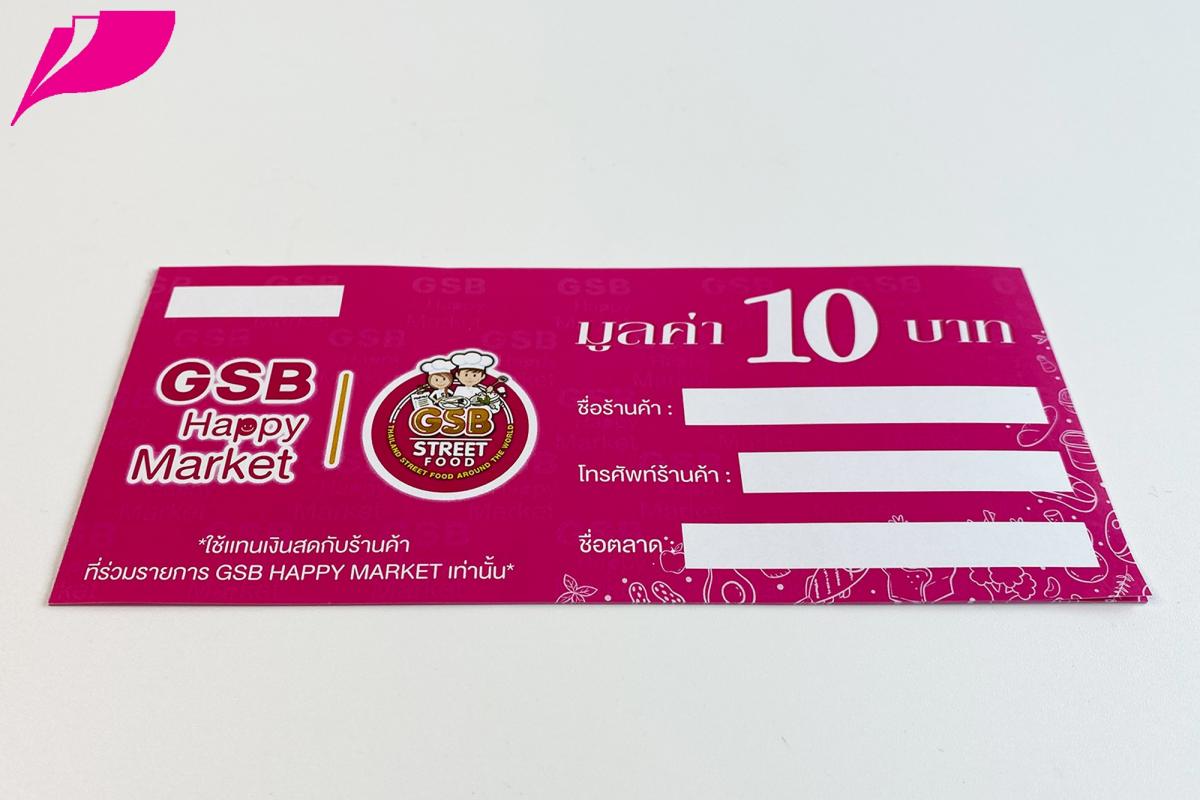 GSB
Happy
Market
GSB
STREET
FOOD
THAILAND STREET FOOD AROUND THE WORLD
*ใช้แทนเงินสดกับร้านค้า
ที่ร่วมรายการ GSB HAPPY MARKET เท่านั้น*
มูลค่า 10 บาท
ชื่อร้านค้า :
โทรศัพท์ร้านค้า :
ชื่อตลาด :